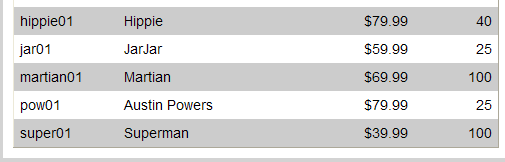 hippie01 Hippie $79.99 40
jar01 JarJar $59.99 25
martian01 Martian $69.99 100
pow01 Austin Powers $79.99 25
super01 Superman $39.99 100